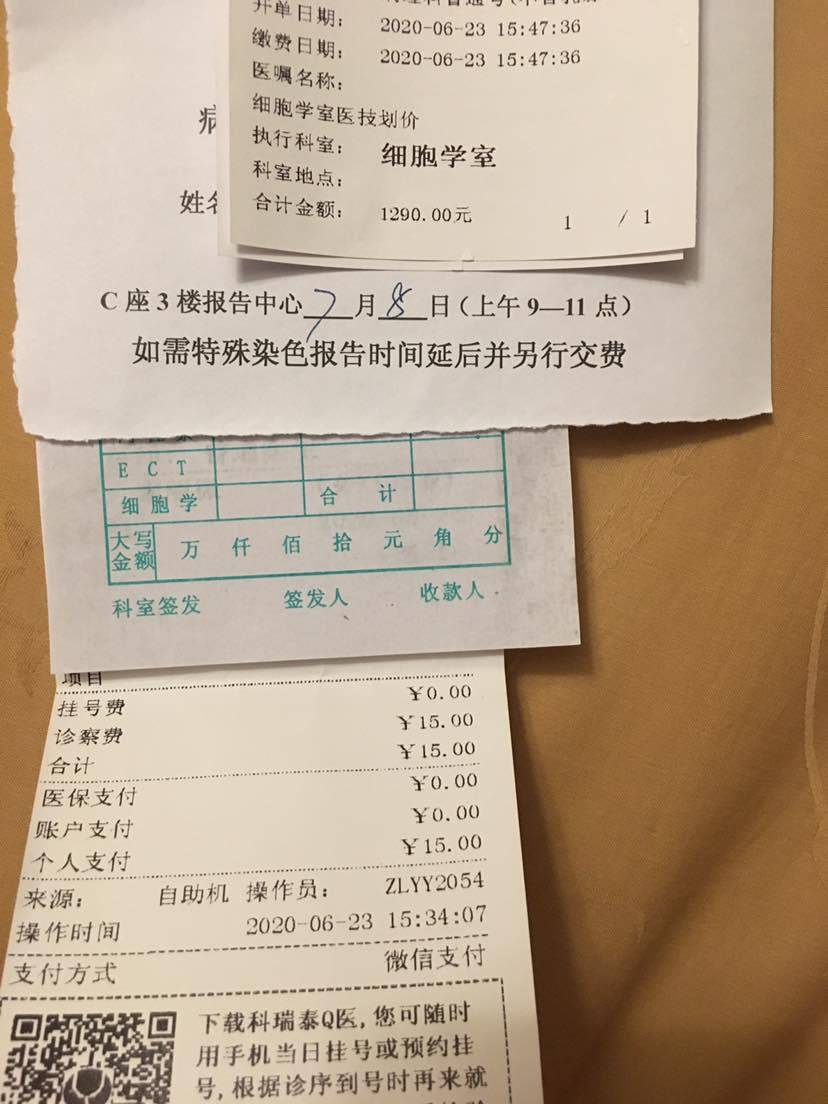 开单日期： 2020-06-23 15:47:36
缴费日期： 2020-06-23 15:47:36
医嘱名称：
细胞学室医技划价
执行科室： 细胞学室
科室地点：
合计金额： 1290.00元 1 / 1
病
姓名
C座3楼报告中心 7 月 8 日（上午9—11点）
如需特殊染色报告时间延后并另行交费
ECT
细胞学 合计
大写金额 万 仟 佰 拾 元 角 分
科室签发 签发人 收款人
项目
挂号费 ¥0.00
诊察费 ¥15.00
合计 ¥15.00
医保支付 ¥0.00
账户支付 ¥0.00
个人支付 ¥15.00
来源： 自助机 操作员： ZLYY2054
操作时间 2020-06-23 15:34:07
支付方式 微信支付
下载科瑞泰Q医,您可随时
用手机当日挂号或预约挂
号,根据诊序到号时再来就